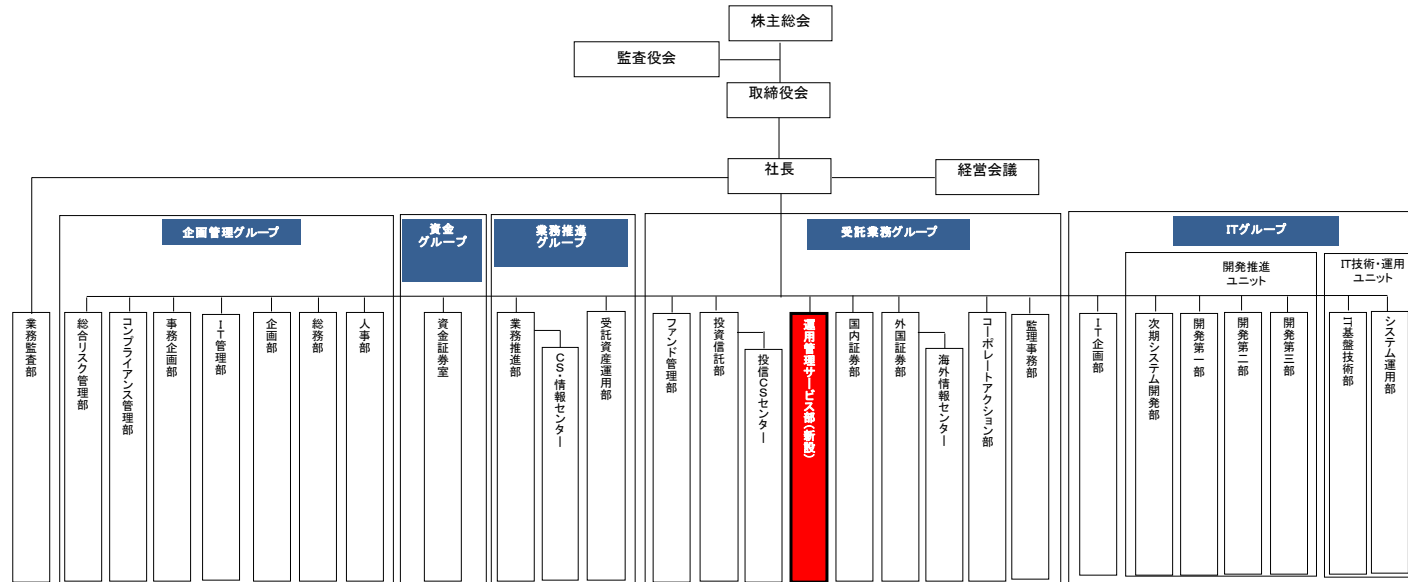 株主総会
監査役会
取締役会
社長
経営会議
企画管理グループ
資金
グループ
業務推進
グループ
受託業務グループ
ITグループ
開発推進
ユニット
IT技術・運用
ユニット
業務監査部
総合リスク管理部
コンプライアンス管理部
事務企画部
IT管理部
企画部
総務部
人事部
資金証券室
業務推進部
CS・情報センター
受託資産運用部
ファンド管理部
投資信託部
投信CSセンター
運用管理サービス部(新設)
国内証券部
外国証券部
海外情報センター
コーポレートアクション部
監理事務部
IT企画部
次期システム開発部
開発第一部
開発第二部
開発第三部
IT基盤技術部
システム運用部